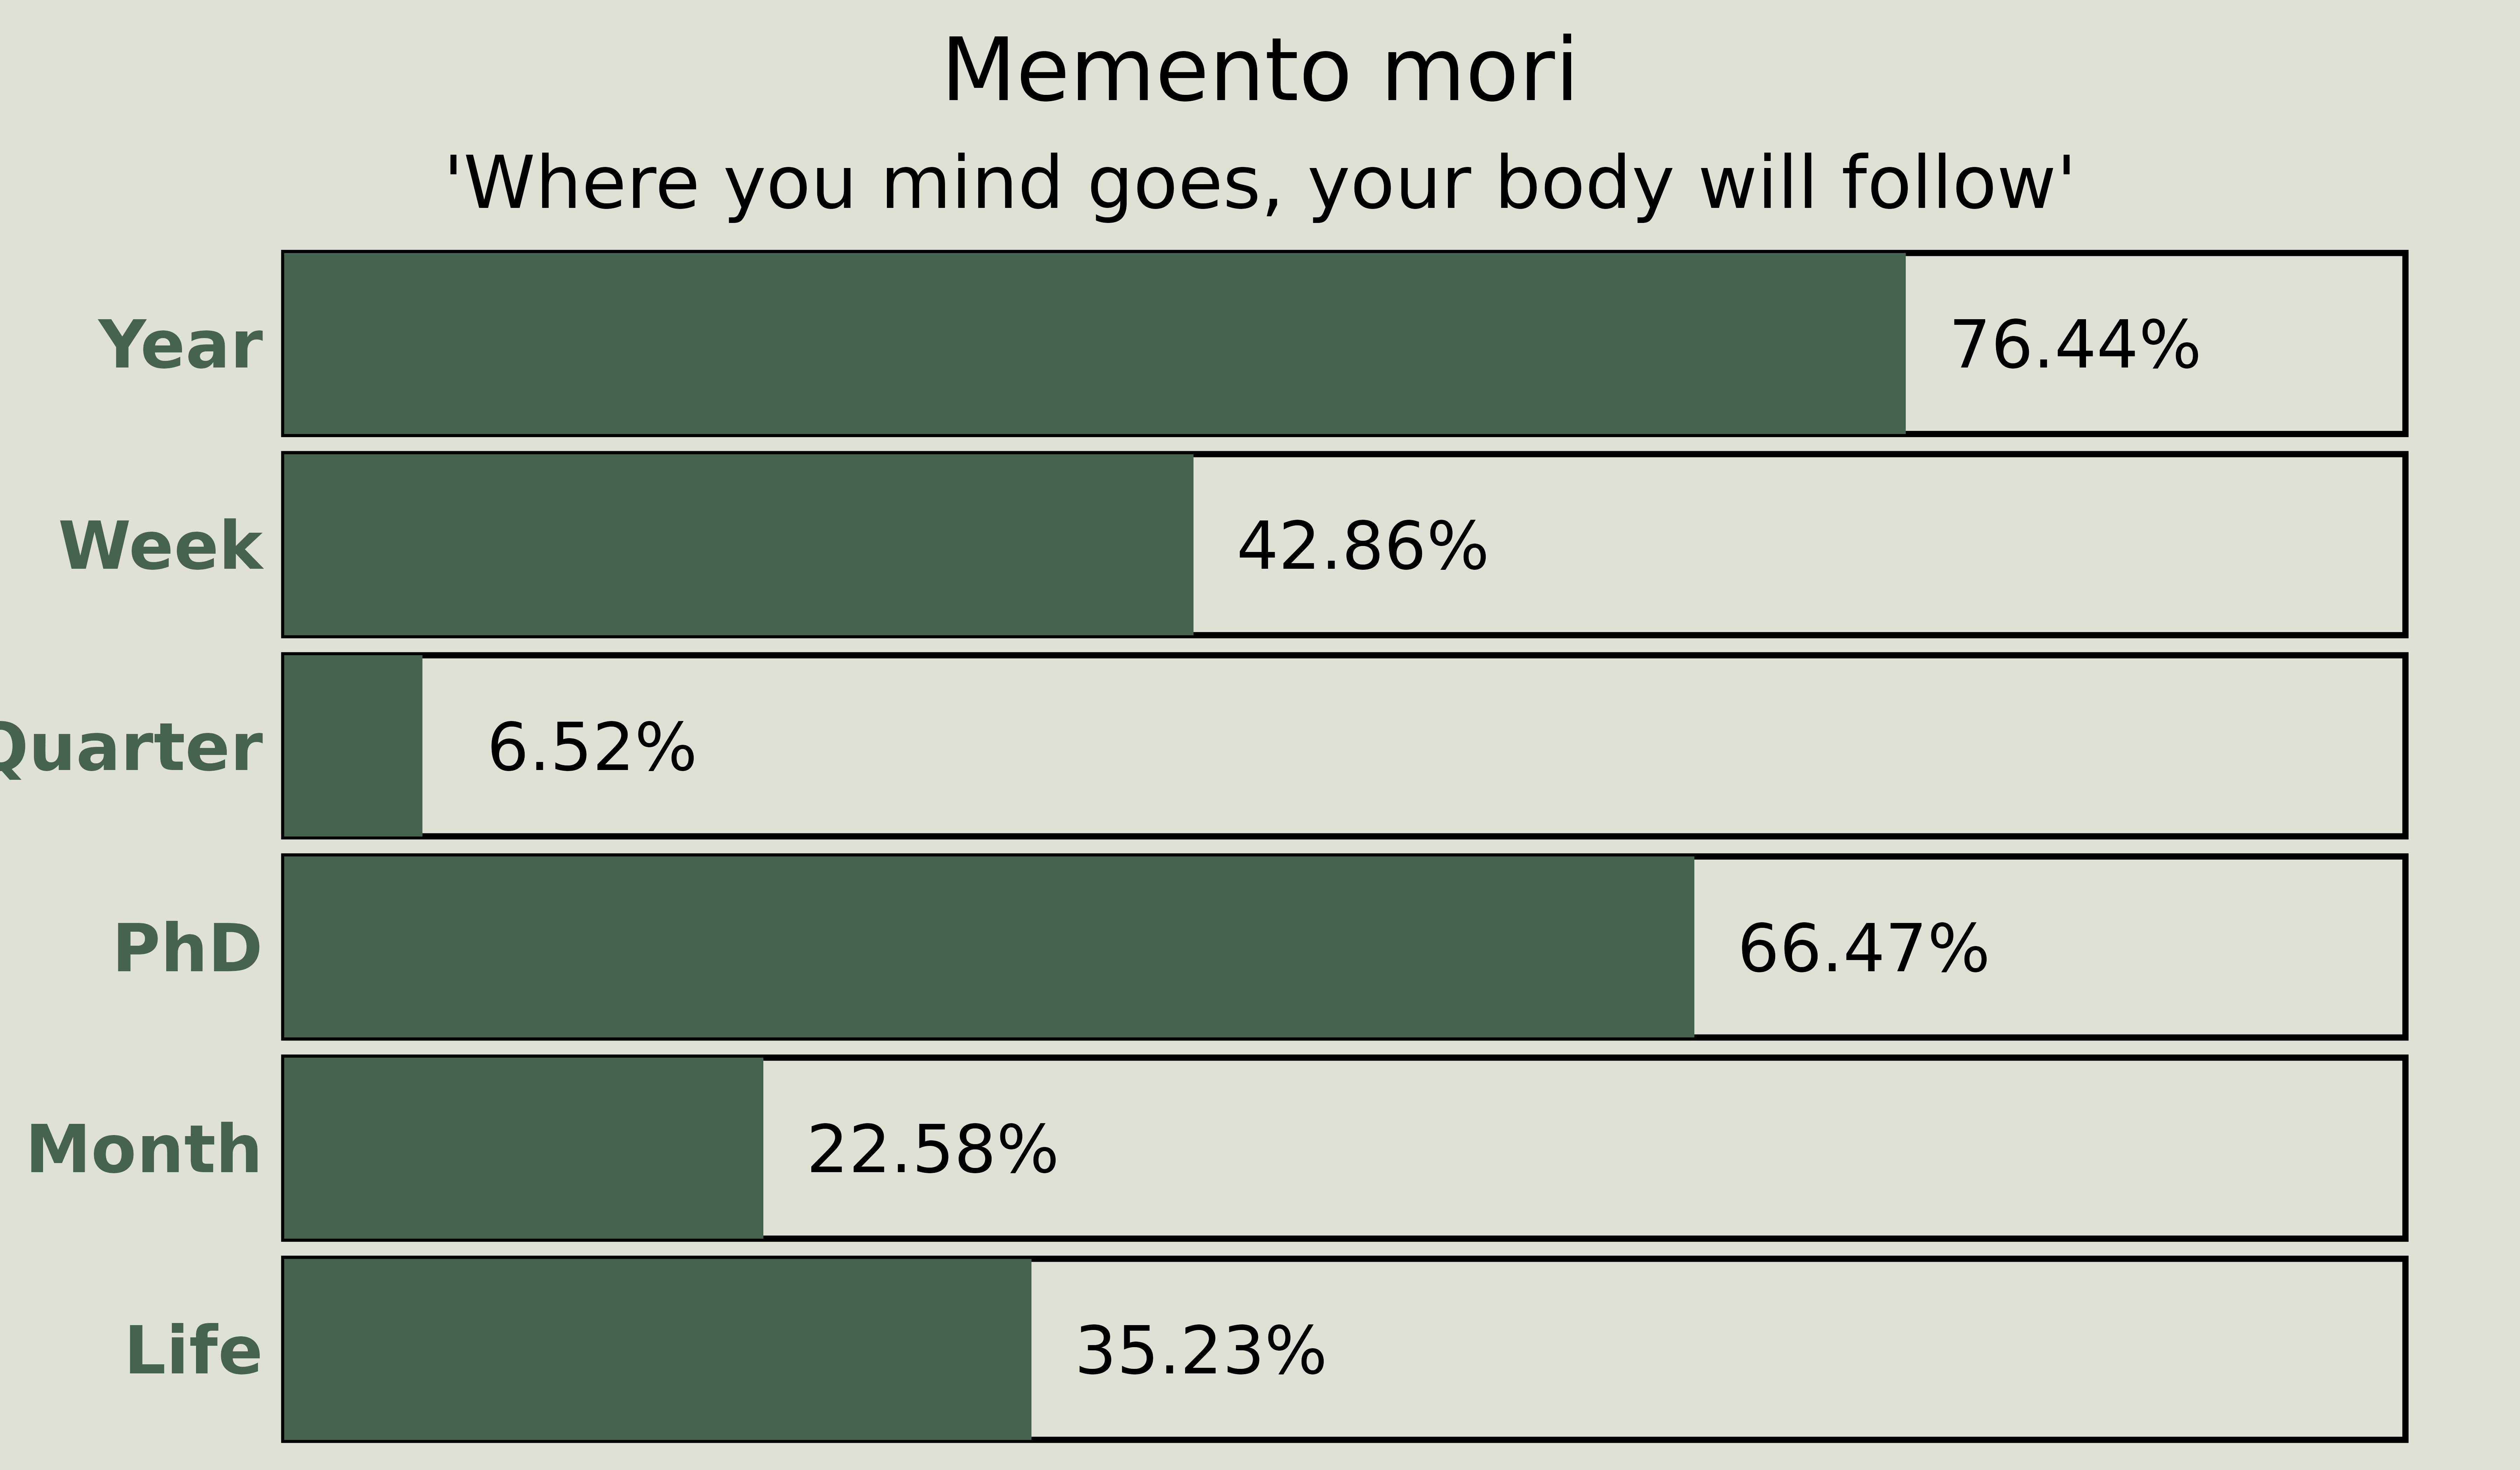 Memento mori
'Where you mind goes, your body will follow'
Year 76.44%
Week 42.86%
Quarter 6.52%
PhD 66.47%
Month 22.58%
Life 35.23%